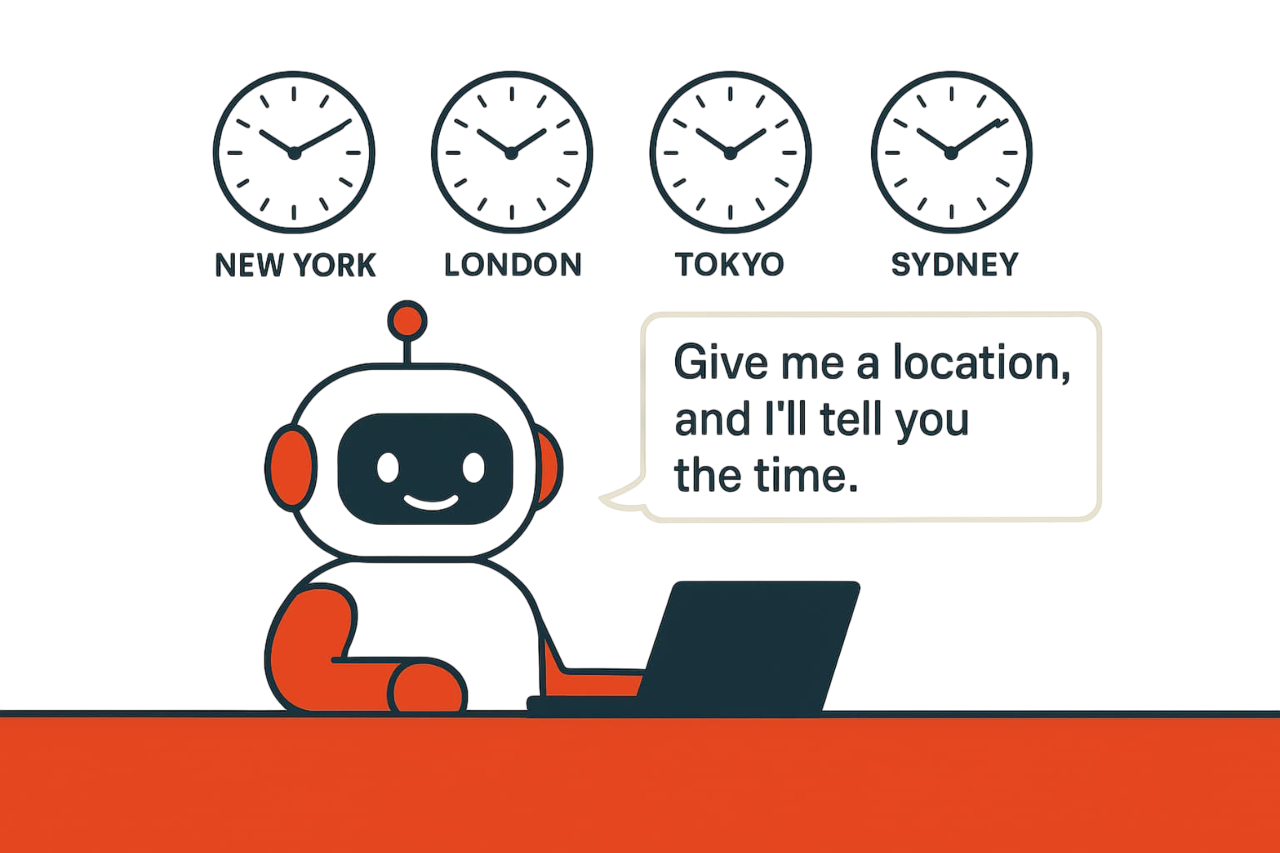 NEW YORK LONDON TOKYO SYDNEY
Give me a location,
and I'll tell you
the time.